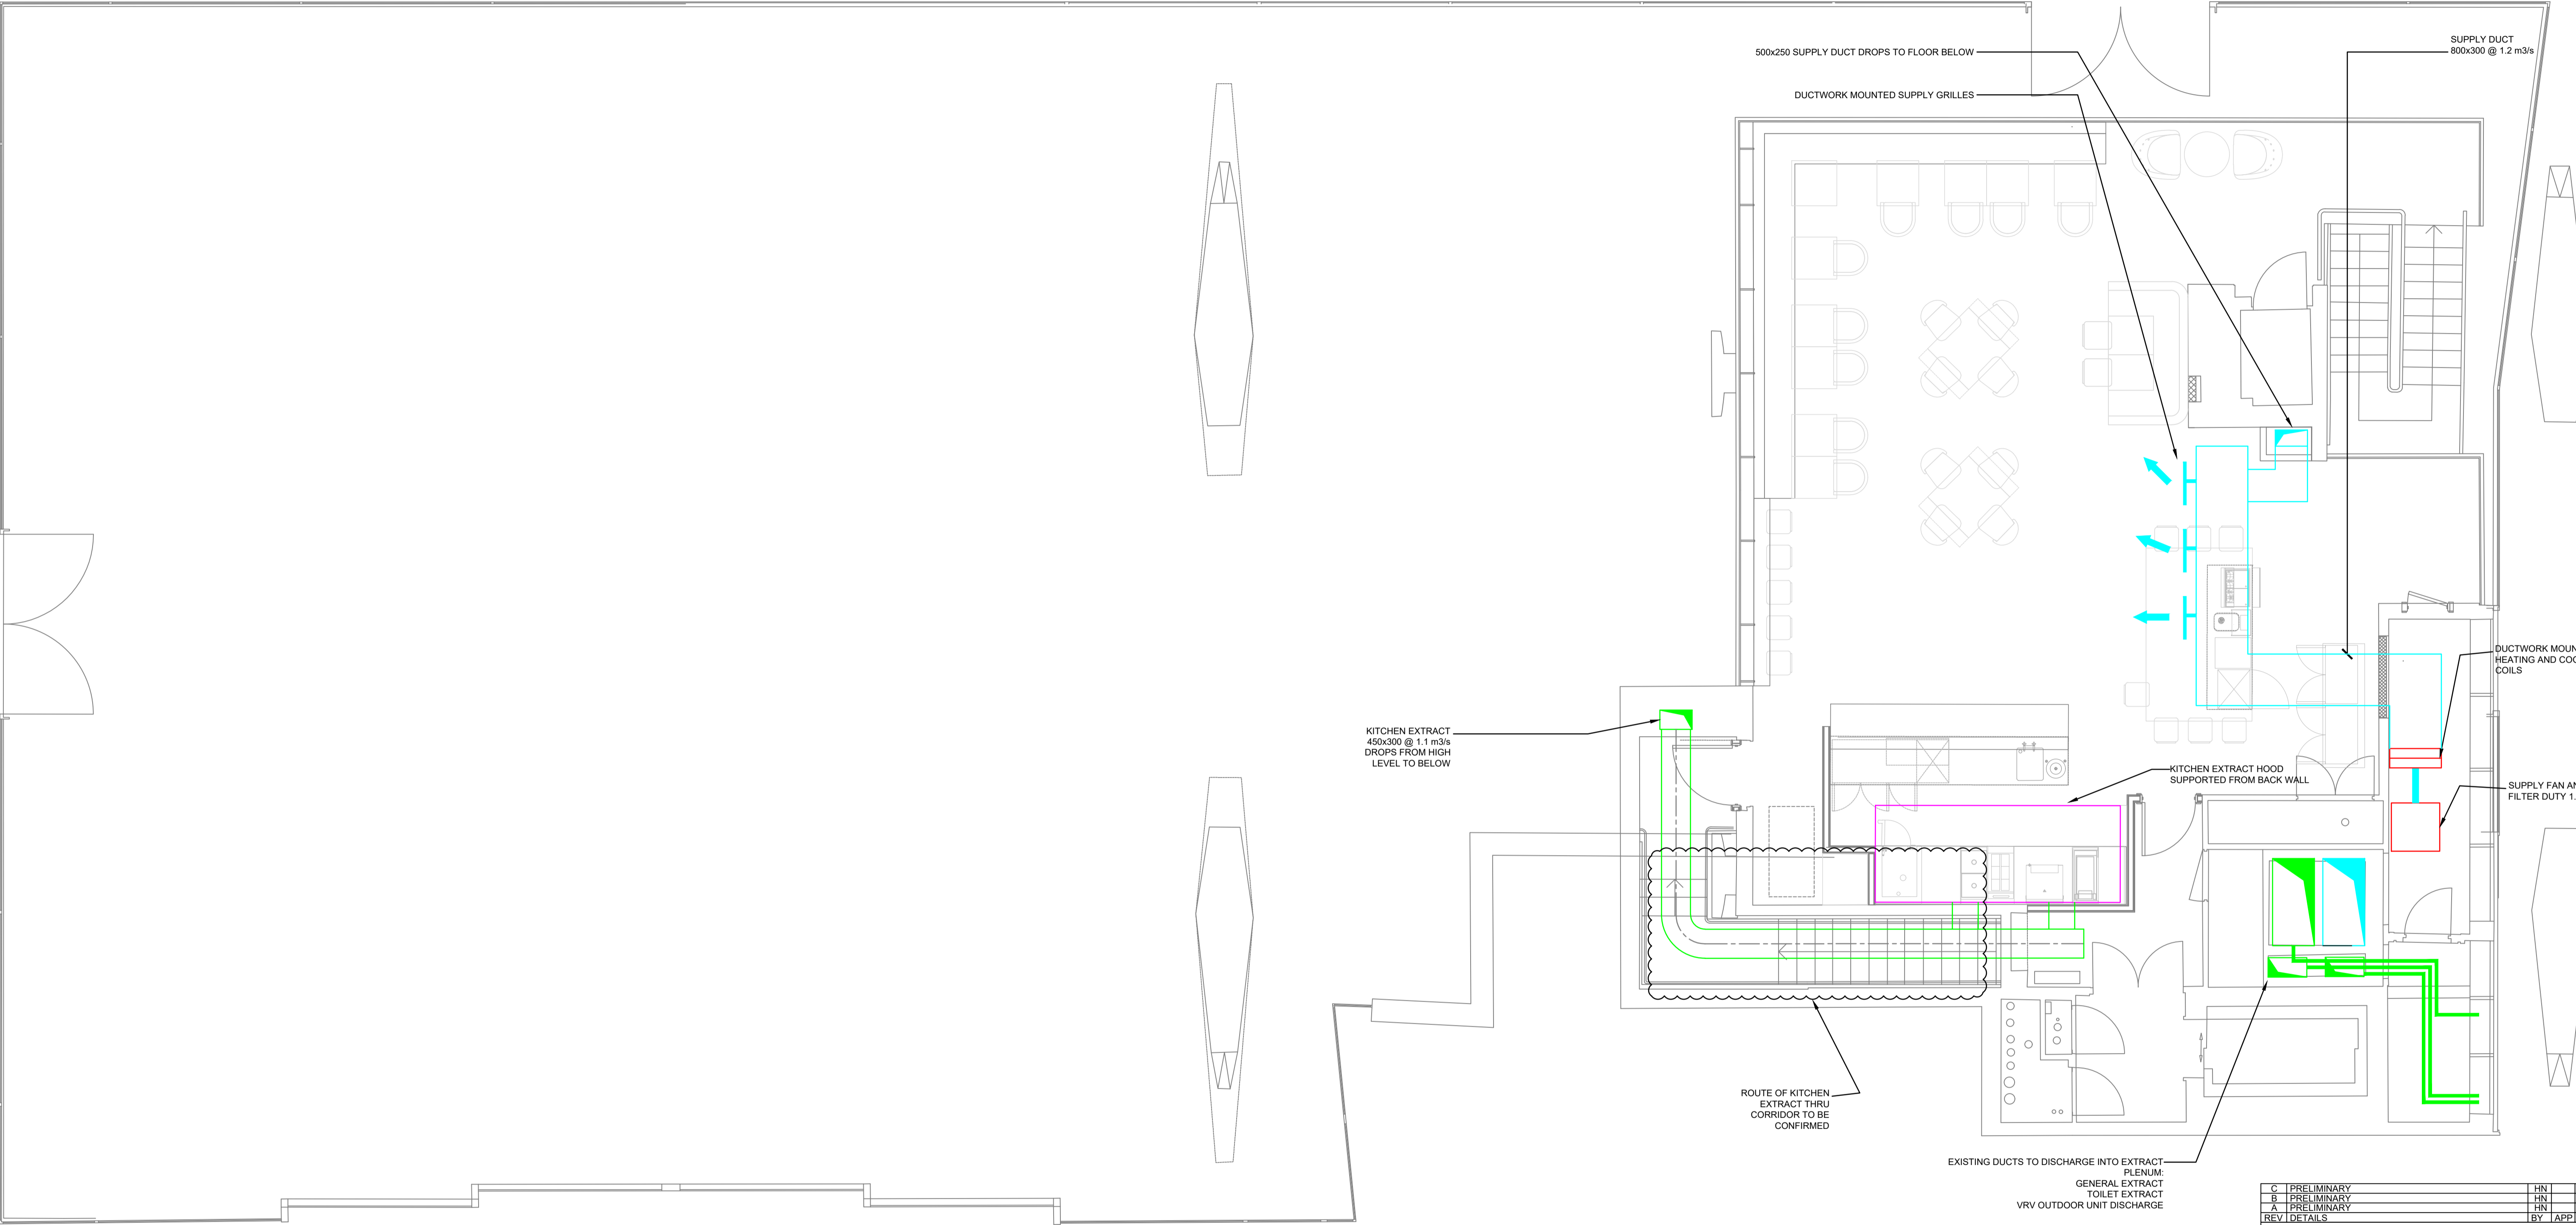 500x250 SUPPLY DUCT DROPS TO FLOOR BELOW
SUPPLY DUCT
800x300 @ 1.2 m3/s
DUCTWORK MOUNTED SUPPLY GRILLES
DUCTWORK MOUN
HEATING AND COO
COILS
KITCHEN EXTRACT
450x300 @ 1.1 m3/s
DROPS FROM HIGH
LEVEL TO BELOW
KITCHEN EXTRACT HOOD
SUPPORTED FROM BACK WALL
SUPPLY FAN AN
FILTER DUTY 1.
ROUTE OF KITCHEN
EXTRACT THRU
CORRIDOR TO BE
CONFIRMED
EXISTING DUCTS TO DISCHARGE INTO EXTRACT
PLENUM:
GENERAL EXTRACT
TOILET EXTRACT
VRV OUTDOOR UNIT DISCHARGE
C PRELIMINARY HN
B PRELIMINARY HN
A PRELIMINARY HN
REV DETAILS BY APP